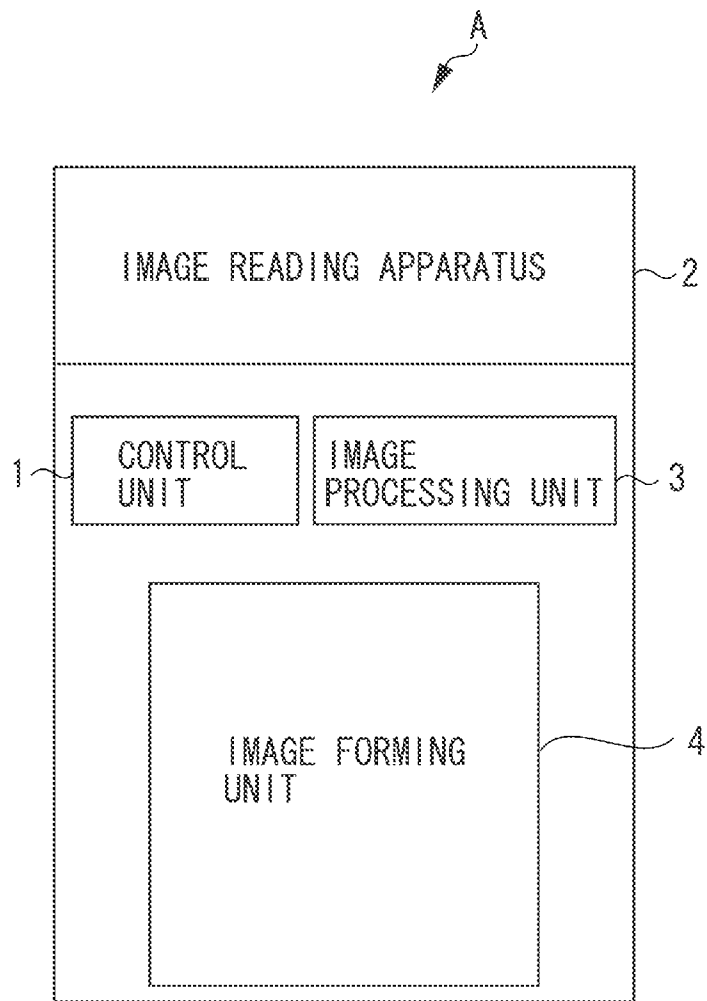 A
IMAGE READING APPARATUS
2
1
CONTROL
UNIT
IMAGE
PROCESSING UNIT
3
IMAGE FORMING
UNIT
4